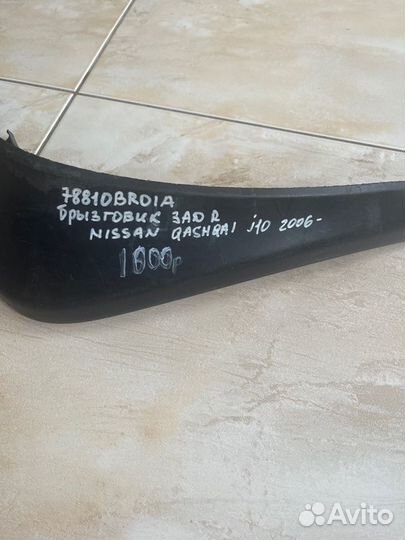 78810BR01A
Брызговик ЗАД R
NISSAN QASHQAI J10 2006-
1000р
Avito